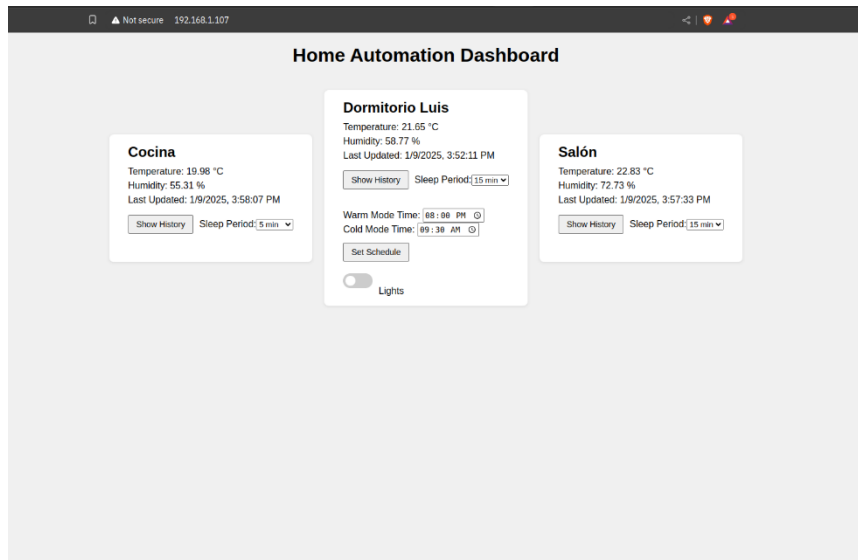 Not secure 192.168.1.107
Home Automation Dashboard
Cocina
Temperature: 19.98 °C
Humidity: 55.31 %
Last Updated: 1/9/2025, 3:58:07 PM
Show History Sleep Period: 5 min
Dormitorio Luis
Temperature: 21.65 °C
Humidity: 58.77 %
Last Updated: 1/9/2025, 3:52:11 PM
Show History Sleep Period: 15 min
Warm Mode Time: 08:00 PM
Cold Mode Time: 09:30 AM
Set Schedule
Lights
Salón
Temperature: 22.83 °C
Humidity: 72.73 %
Last Updated: 1/9/2025, 3:57:33 PM
Show History Sleep Period: 15 min